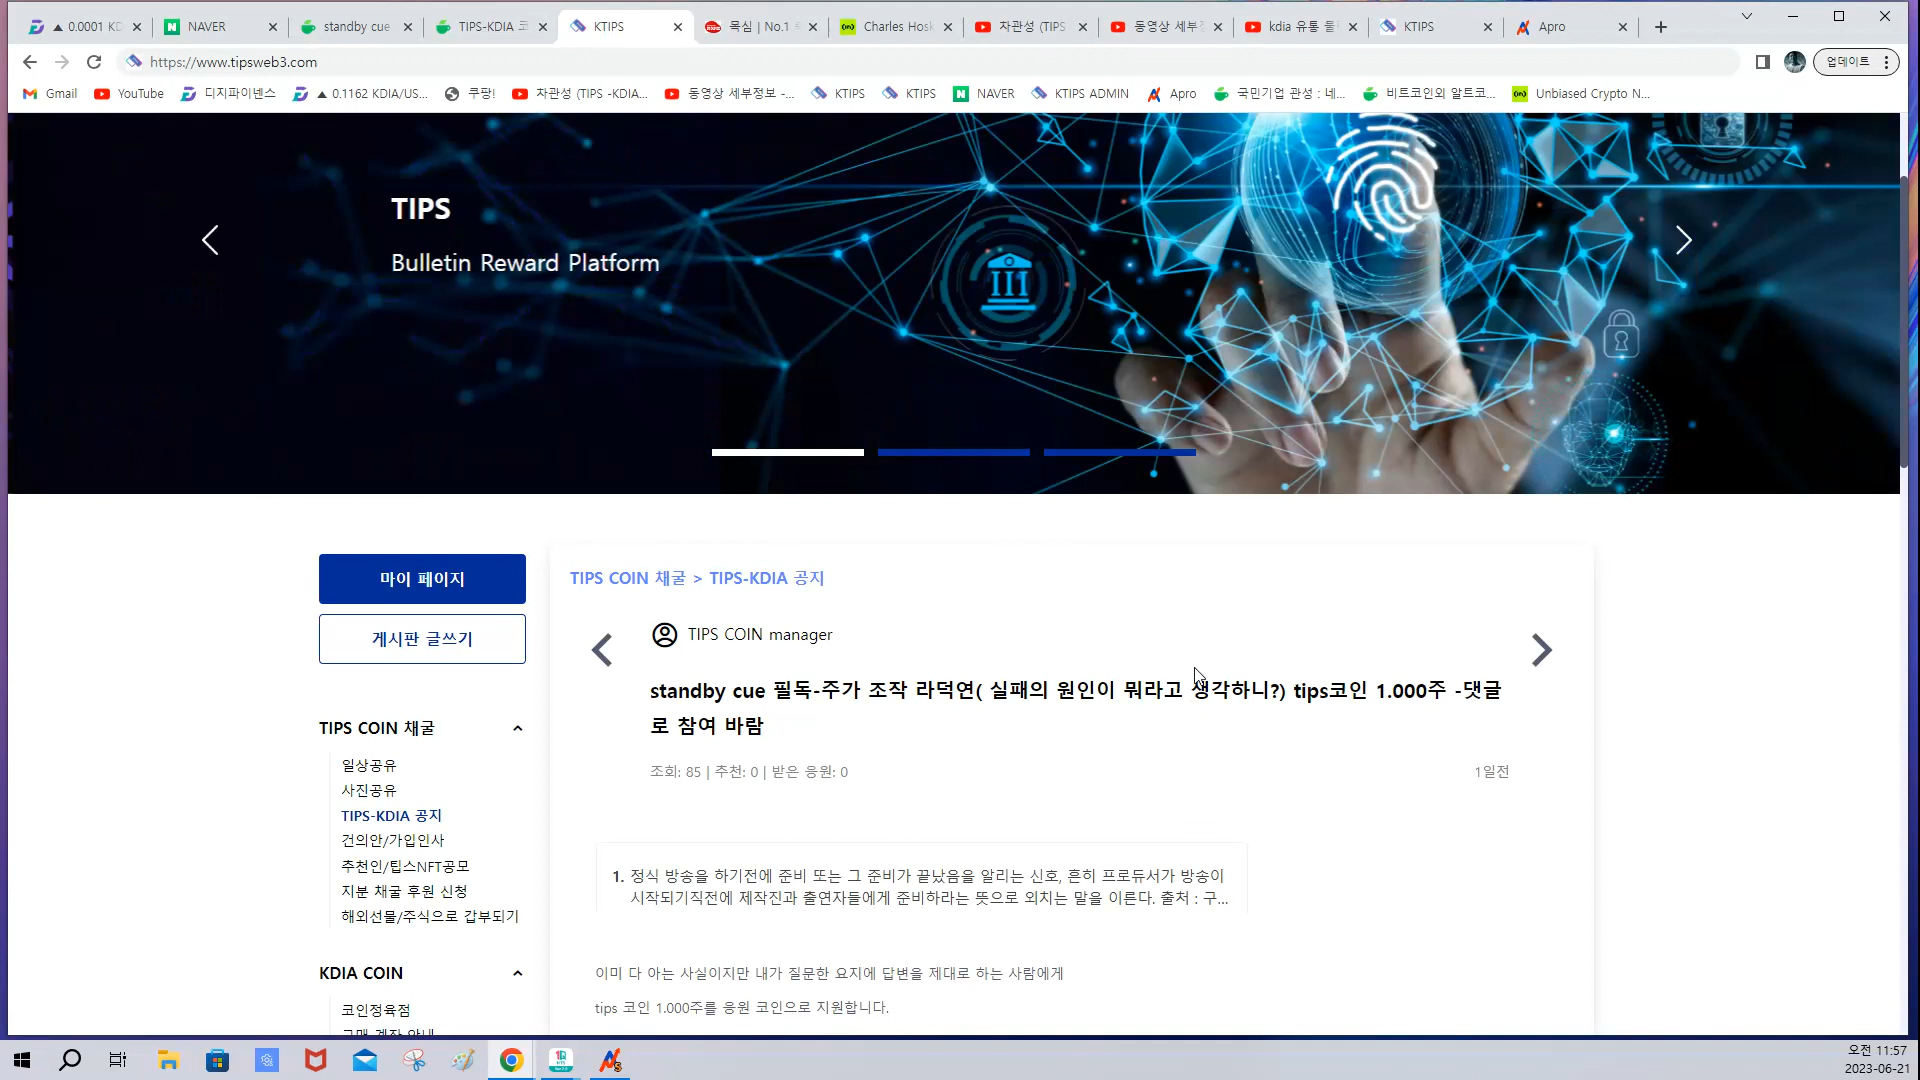 ▲ 0.0001 KD
NAVER
standby cue
TIPS-KDIA 코
KTIPS
목심 | No.1
Charles Hosk
차관성 (TIPS
동영상 세부정
kdia 유통 물
KTIPS
Apro
https://www.tipsweb3.com
업데이트
Gmail
YouTube
디지파이넨스
▲ 0.1162 KDIA/US...
쿠팡!
차관성 (TIPS -KDIA...
동영상 세부정보 -...
KTIPS
KTIPS
NAVER
KTIPS ADMIN
Apro
국민기업 관성 : 네...
비트코인외 알트코...
Unbiased Crypto N...
TIPS
Bulletin Reward Platform
마이 페이지
게시판 글쓰기
TIPS COIN 채굴
일상공유
사진공유
TIPS-KDIA 공지
건의안/가입인사
추천인/팁스NFT공모
지분 채굴 후원 신청
해외선물/주식으로 갑부되기
KDIA COIN
코인정육점
구매 계좌 안내
TIPS COIN 채굴 > TIPS-KDIA 공지
TIPS COIN manager
standby cue 필독-주가 조작 라덕연( 실패의 원인이 뭐라고 생각하니?) tips코인 1.000주 -댓글
로 참여 바람
조회: 85 | 추천: 0 | 받은 응원: 0
1일전
1. 정식 방송을 하기전에 준비 또는 그 준비가 끝났음을 알리는 신호, 흔히 프로듀서가 방송이
시작되기직전에 제작진과 출연자들에게 준비하라는 뜻으로 외치는 말을 이른다. 출처 : 구...
이미 다 아는 사실이지만 내가 질문한 요지에 답변을 제대로 하는 사람에게
tips 코인 1.000주를 응원 코인으로 지원합니다.
오전 11:57
2023-06-21